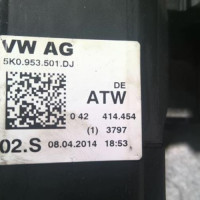 VW AG
5K0.953.501.DJ
DE
ATW
0 42 414.454
(1) 3797
02.S 08.04.2014 18:53